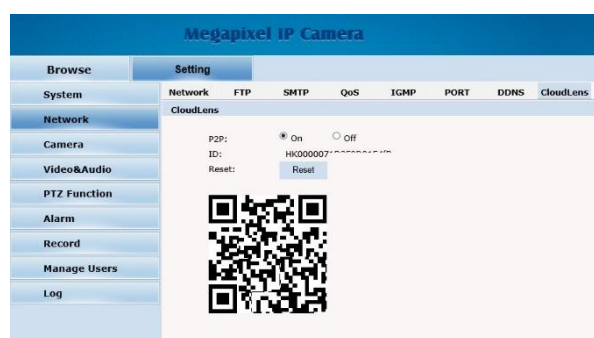 Megapixel IP Camera
Browse Setting
System
Network
Camera
Video&Audio
PTZ Function
Alarm
Record
Manage Users
Log
Network FTP SMTP QoS IGMP PORT DDNS CloudLens
CloudLens
P2P: On Off
ID:
Reset: Reset